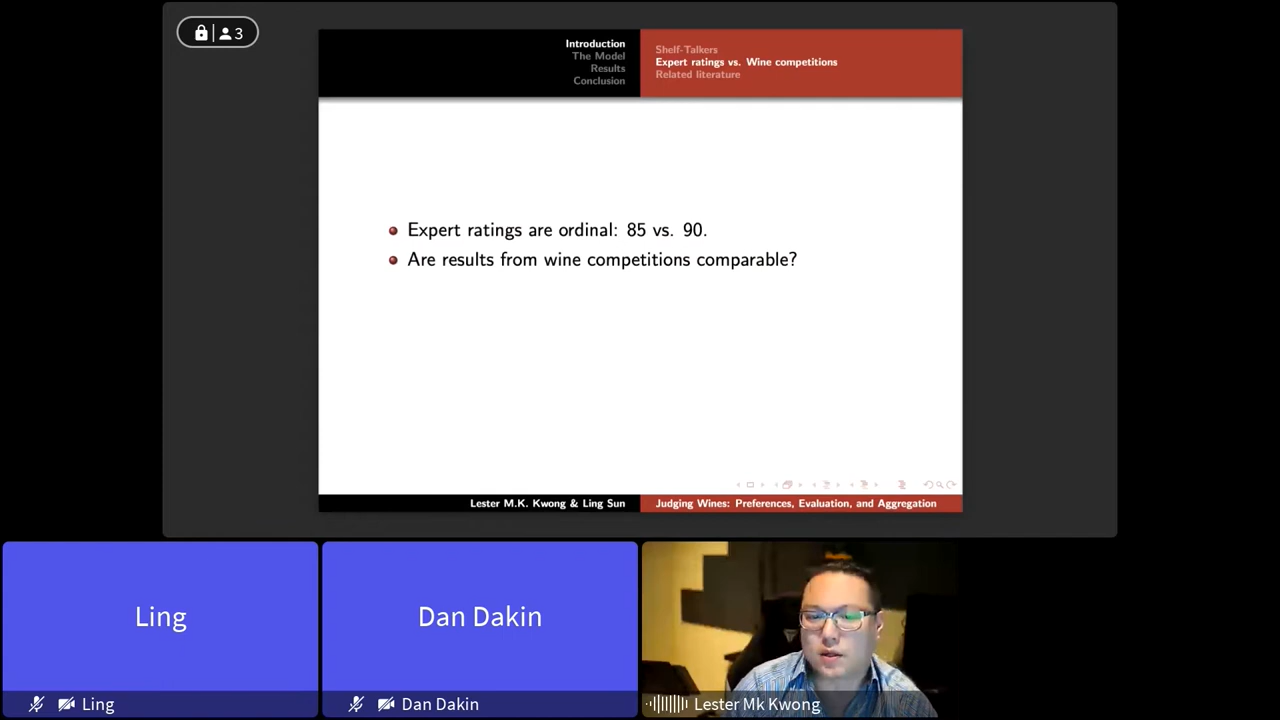 3
Introduction
The Model
Results
Conclusion
Shelf-Talkers
Expert ratings vs. Wine competitions
Related literature
Expert ratings are ordinal: 85 vs. 90.
Are results from wine competitions comparable?
Lester M.K. Kwong & Ling Sun
Judging Wines: Preferences, Evaluation, and Aggregation
Ling
Dan Dakin
Ling
Dan Dakin
Lester Mk Kwong